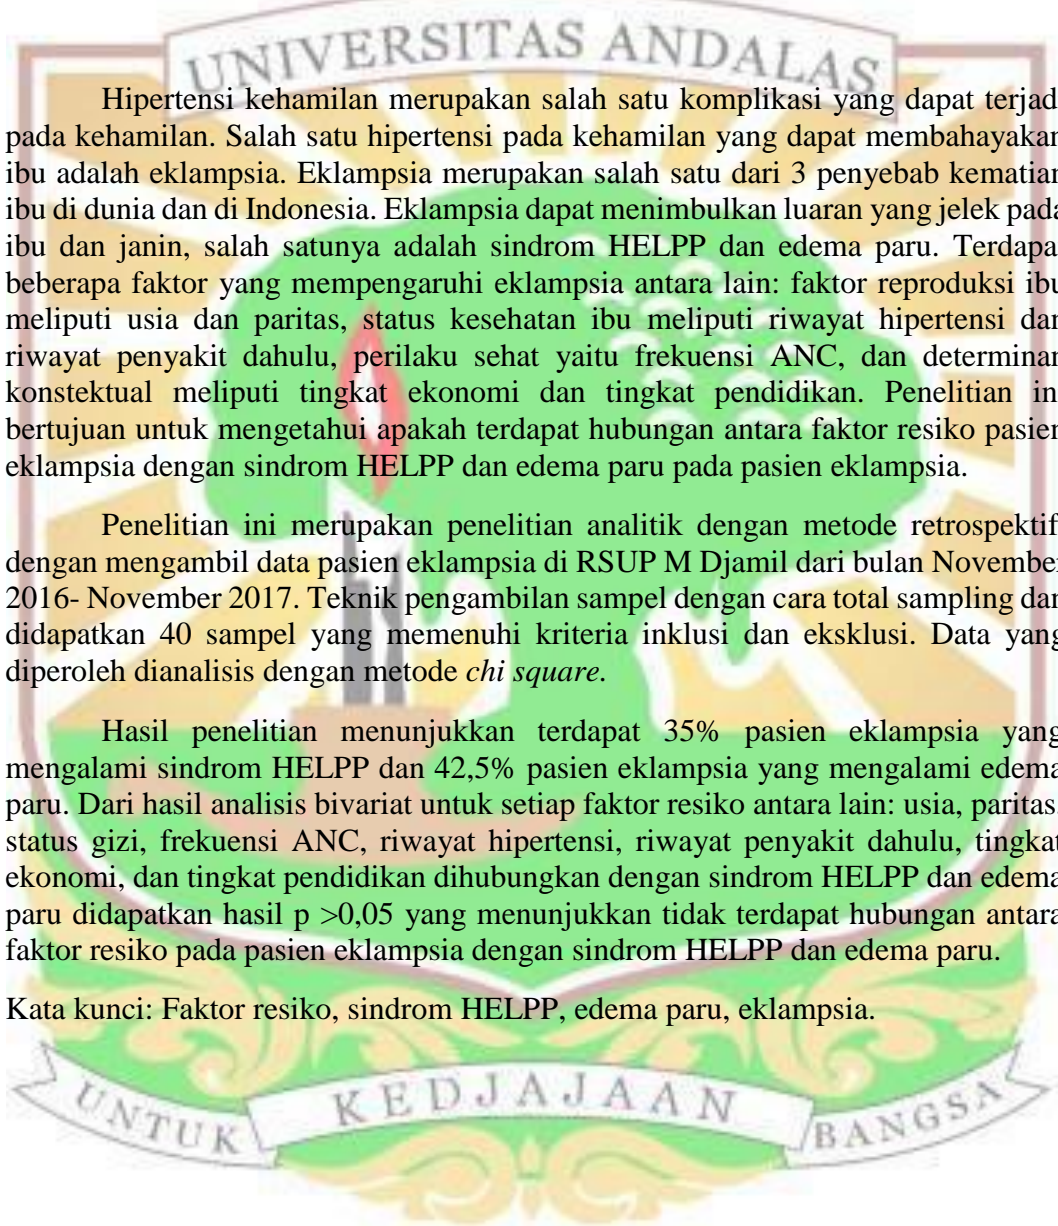 UNIVERSITAS ANDALAS
Hipertensi kehamilan merupakan salah satu komplikasi yang dapat terjadi
pada kehamilan. Salah satu hipertensi pada kehamilan yang dapat membahayakan
ibu adalah eklampsia. Eklampsia merupakan salah satu dari 3 penyebab kematian
ibu di dunia dan di Indonesia. Eklampsia dapat menimbulkan luaran yang jelek pada
ibu dan janin, salah satunya adalah sindrom HELPP dan edema paru. Terdapat
beberapa faktor yang mempengaruhi eklampsia antara lain: faktor reproduksi ibu
meliputi usia dan paritas, status kesehatan ibu meliputi riwayat hipertensi dan
riwayat penyakit dahulu, perilaku sehat yaitu frekuensi ANC, dan determinan
konstektual meliputi tingkat ekonomi dan tingkat pendidikan. Penelitian ini
bertujuan untuk mengetahui apakah terdapat hubungan antara faktor resiko pasien
eklampsia dengan sindrom HELPP dan edema paru pada pasien eklampsia.
Penelitian ini merupakan penelitian analitik dengan metode retrospektif
dengan mengambil data pasien eklampsia di RSUP M Djamil dari bulan November
2016- November 2017. Teknik pengambilan sampel dengan cara total sampling dan
didapatkan 40 sampel yang memenuhi kriteria inklusi dan eksklusi. Data yang
diperoleh dianalisis dengan metode chi square.
Hasil penelitian menunjukkan terdapat 35% pasien eklampsia yang
mengalami sindrom HELPP dan 42,5% pasien eklampsia yang mengalami edema
paru. Dari hasil analisis bivariat untuk setiap faktor resiko antara lain: usia, paritas,
status gizi, frekuensi ANC, riwayat hipertensi, riwayat penyakit dahulu, tingkat
ekonomi, dan tingkat pendidikan dihubungkan dengan sindrom HELPP dan edema
paru didapatkan hasil p >0,05 yang menunjukkan tidak terdapat hubungan antara
faktor resiko pada pasien eklampsia dengan sindrom HELPP dan edema paru.
Kata kunci: Faktor resiko, sindrom HELPP, edema paru, eklampsia.
UNTUK KEDJAJAAN BANGSA